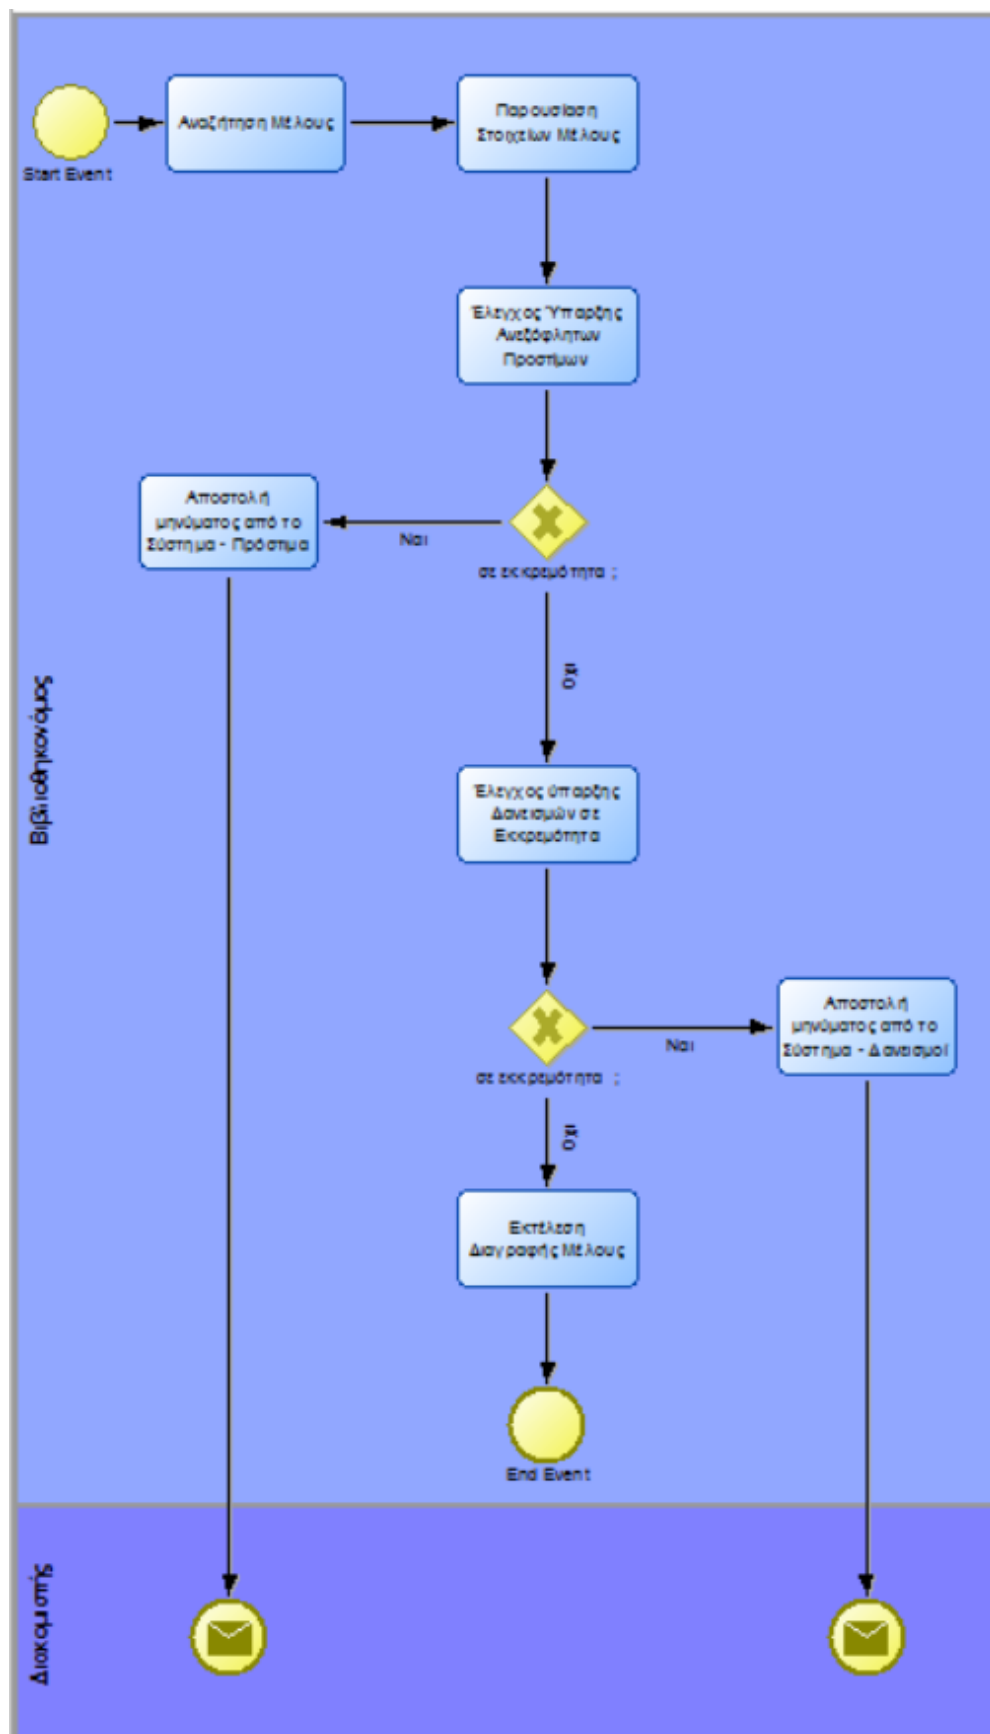 Αναζήτηση Μέλους
Παρουσίαση
Στοιχείων Μέλους
Start Event
Έλεγχος Ύπαρξης
Ανεξόφλητων
Προστίμων
Αποστολή
μηνύματος από το
Σύστημα - Πρόστιμα
Ναι
σε εκκρεμότητα ;
Όχι
Βιβλιοθηκονόμος
Έλεγχος ύπαρξης
Δανεισμών σε
Εκκρεμότητα
Αποστολή
μηνύματος από το
Σύστημα - Δανεισμοί
Ναι
σε εκκρεμότητα ;
Όχι
Εκτέλεση
Διαγραφής Μέλους
End Event
Διακομιστής